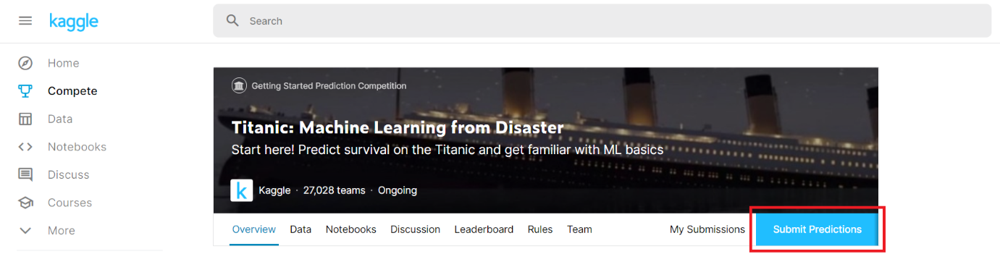 kaggle
Search
Home
Compete
Data
Notebooks
Discuss
Courses
More
Getting Started Prediction Competition
Titanic: Machine Learning from Disaster
Start here! Predict survival on the Titanic and get familiar with ML basics
k Kaggle · 27,028 teams · Ongoing
Overview Data Notebooks Discussion Leaderboard Rules Team My Submissions Submit Predictions